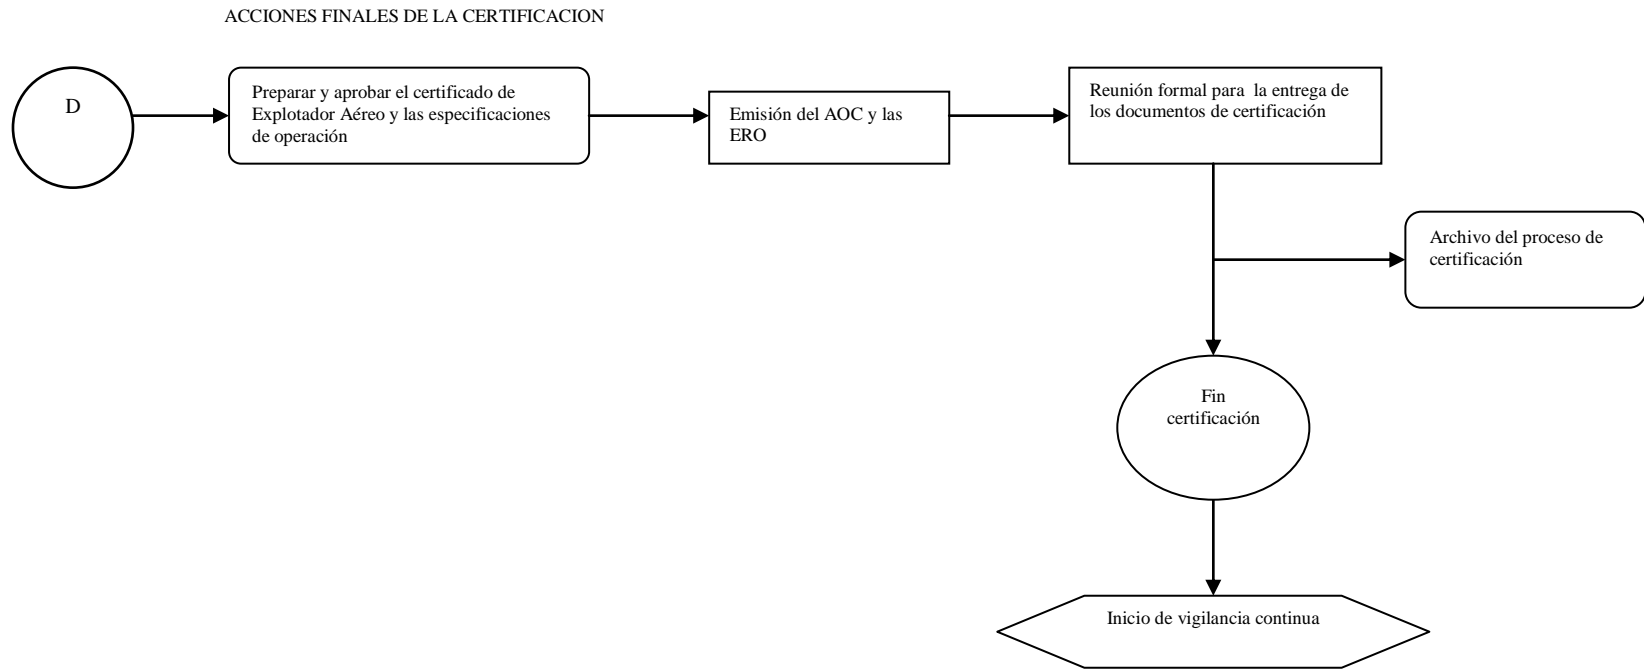 ACCIONES FINALES DE LA CERTIFICACION
D
Preparar y aprobar el certificado de
Explotador Aéreo y las especificaciones
de operación
Emisión del AOC y las
ERO
Reunión formal para la entrega de
los documentos de certificación
Archivo del proceso de
certificación
Fin
certificación
Inicio de vigilancia continua